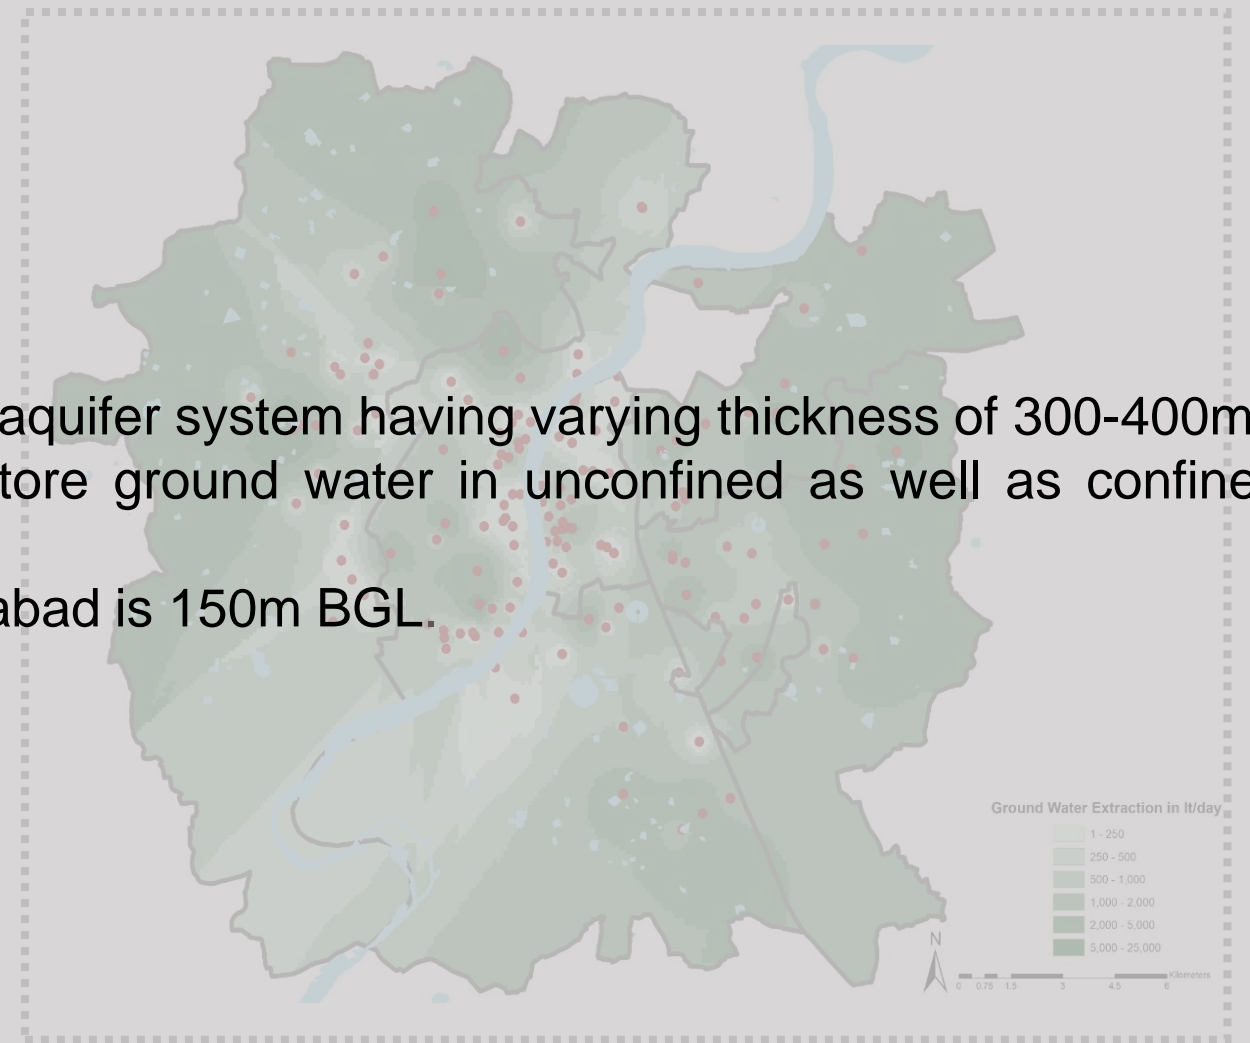 aquifer system having varying thickness of 300-400m
tore ground water in unconfined as well as confine
abad is 150m BGL.
Ground Water Extraction in lt/day
1 - 250
250 - 500
500 - 1,000
1,000 - 2,000
2,000 - 5,000
5,000 - 25,000
N
Kilometers
0 0.75 1.5 3 4.5 6